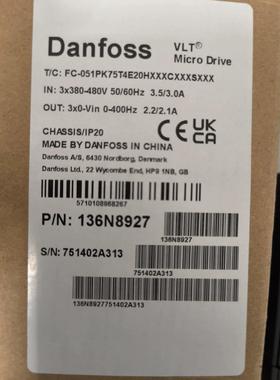 Danfoss
VLT®
Micro Drive
T/C: FC-051PK75T4E20HXXXCXXXSXXX
IN: 3x380-480V 50/60Hz 3.5/3.0A
OUT: 3x0-Vin 0-400Hz 2.2/2.1A
CHASSIS/IP20
MADE BY DANFOSS IN CHINA
Danfoss A/S, 6430 Nordborg, Danmark
Danfoss Ltd., 22 Wycombe End, HP9 1NB, GB
CE UK CA
5710108968267
P/N: 136N8927
136N8927
S/N: 751402A313
751402A313
136N8927751402A313